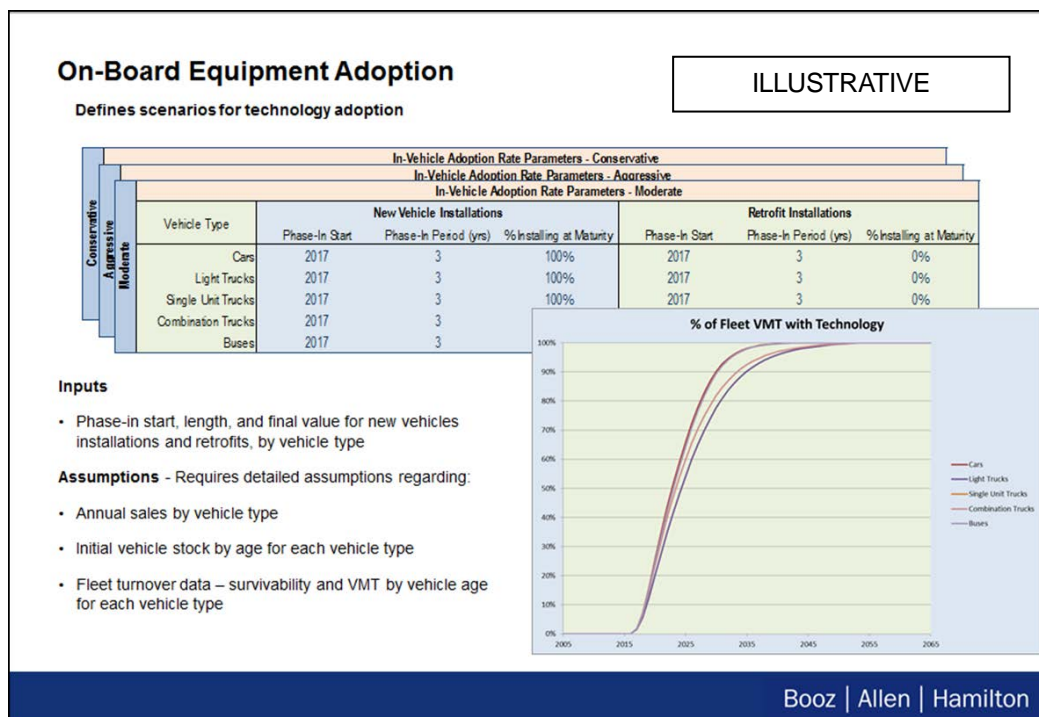 On-Board Equipment Adoption
ILLUSTRATIVE
Defines scenarios for technology adoption
In-Vehicle Adoption Rate Parameters - Conservative
In-Vehicle Adoption Rate Parameters - Aggressive
In-Vehicle Adoption Rate Parameters - Moderate
Conservative
Aggressive
Moderate
Vehicle Type New Vehicle Installations Retrofit Installations
Phase-In Start Phase-In Period (yrs) % Installing at Maturity Phase-In Start Phase-In Period (yrs) % Installing at Maturity
Cars 2017 3 100% 2017 3 0%
Light Trucks 2017 3 100% 2017 3 0%
Single Unit Trucks 2017 3 100% 2017 3 0%
Combination Trucks 2017 3
Buses 2017 3
% of Fleet VMT with Technology
100%
90%
80%
70%
60%
50%
40%
30%
20%
10%
0%
2005 2015 2025 2035 2045 2055 2065
Cars
Light Trucks
Single Unit Trucks
Combination Trucks
Buses
Inputs
• Phase-in start, length, and final value for new vehicles
installations and retrofits, by vehicle type
Assumptions - Requires detailed assumptions regarding:
• Annual sales by vehicle type
• Initial vehicle stock by age for each vehicle type
• Fleet turnover data – survivability and VMT by vehicle age
for each vehicle type
Booz | Allen | Hamilton